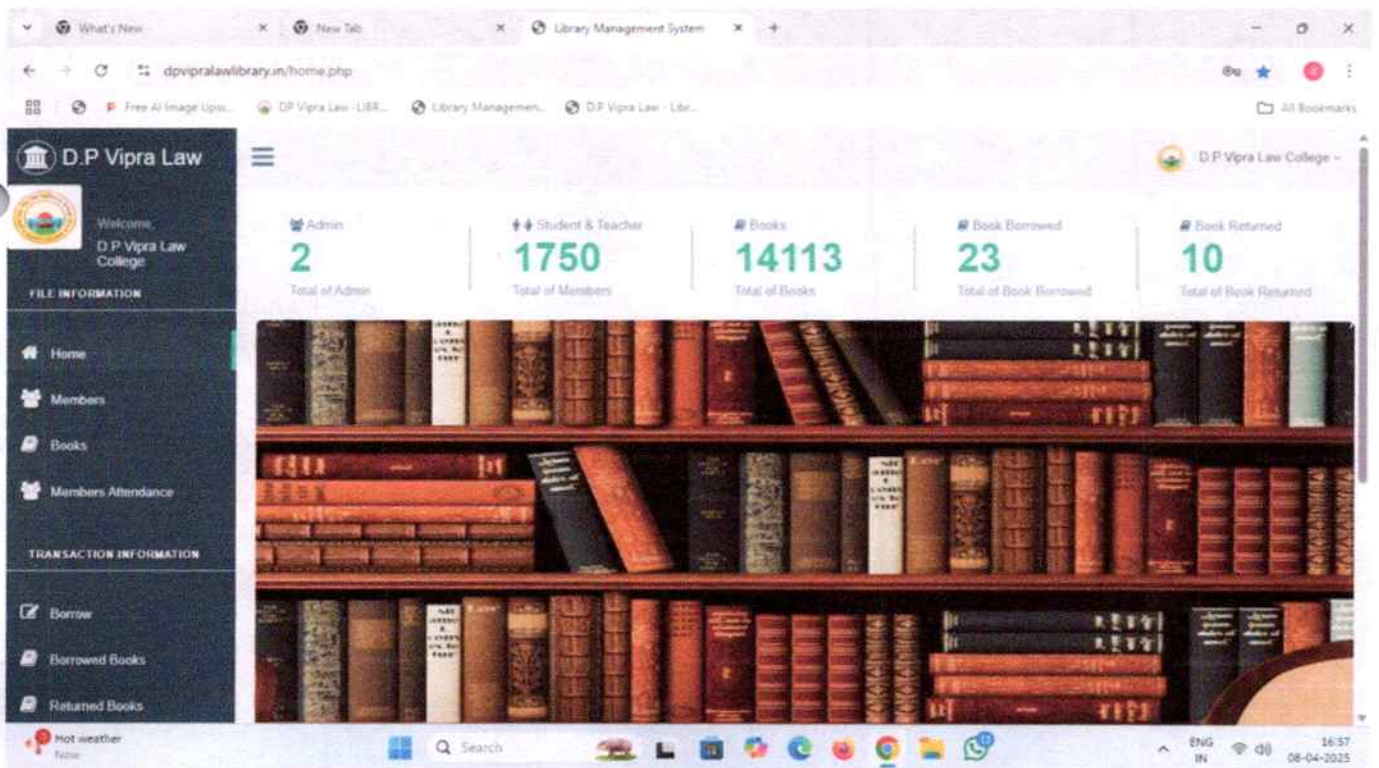 What's New
New Tab
Library Management System
dpvipralawlibrary.in/home.php
Free AI Image Upsc...
DP Vipra Law -LIBR...
Library Managemen...
D.P Vipra Law - Libr...
All Bookmarks
D.P Vipra Law
D.P Vipra Law College
Welcome,
D.P Vipra Law
College
Admin
2
Total of Admin
Student & Teacher
1750
Total of Members
Books
14113
Total of Books
Book Borrowed
23
Total of Book Borrowed
Book Returned
10
Total of Book Returned
FILE INFORMATION
Home
Members
Books
Members Attendance
TRANSACTION INFORMATION
Borrow
Borrowed Books
Returned Books
Hot weather
Now
Search
ENG
IN
16:57
08-04-2025